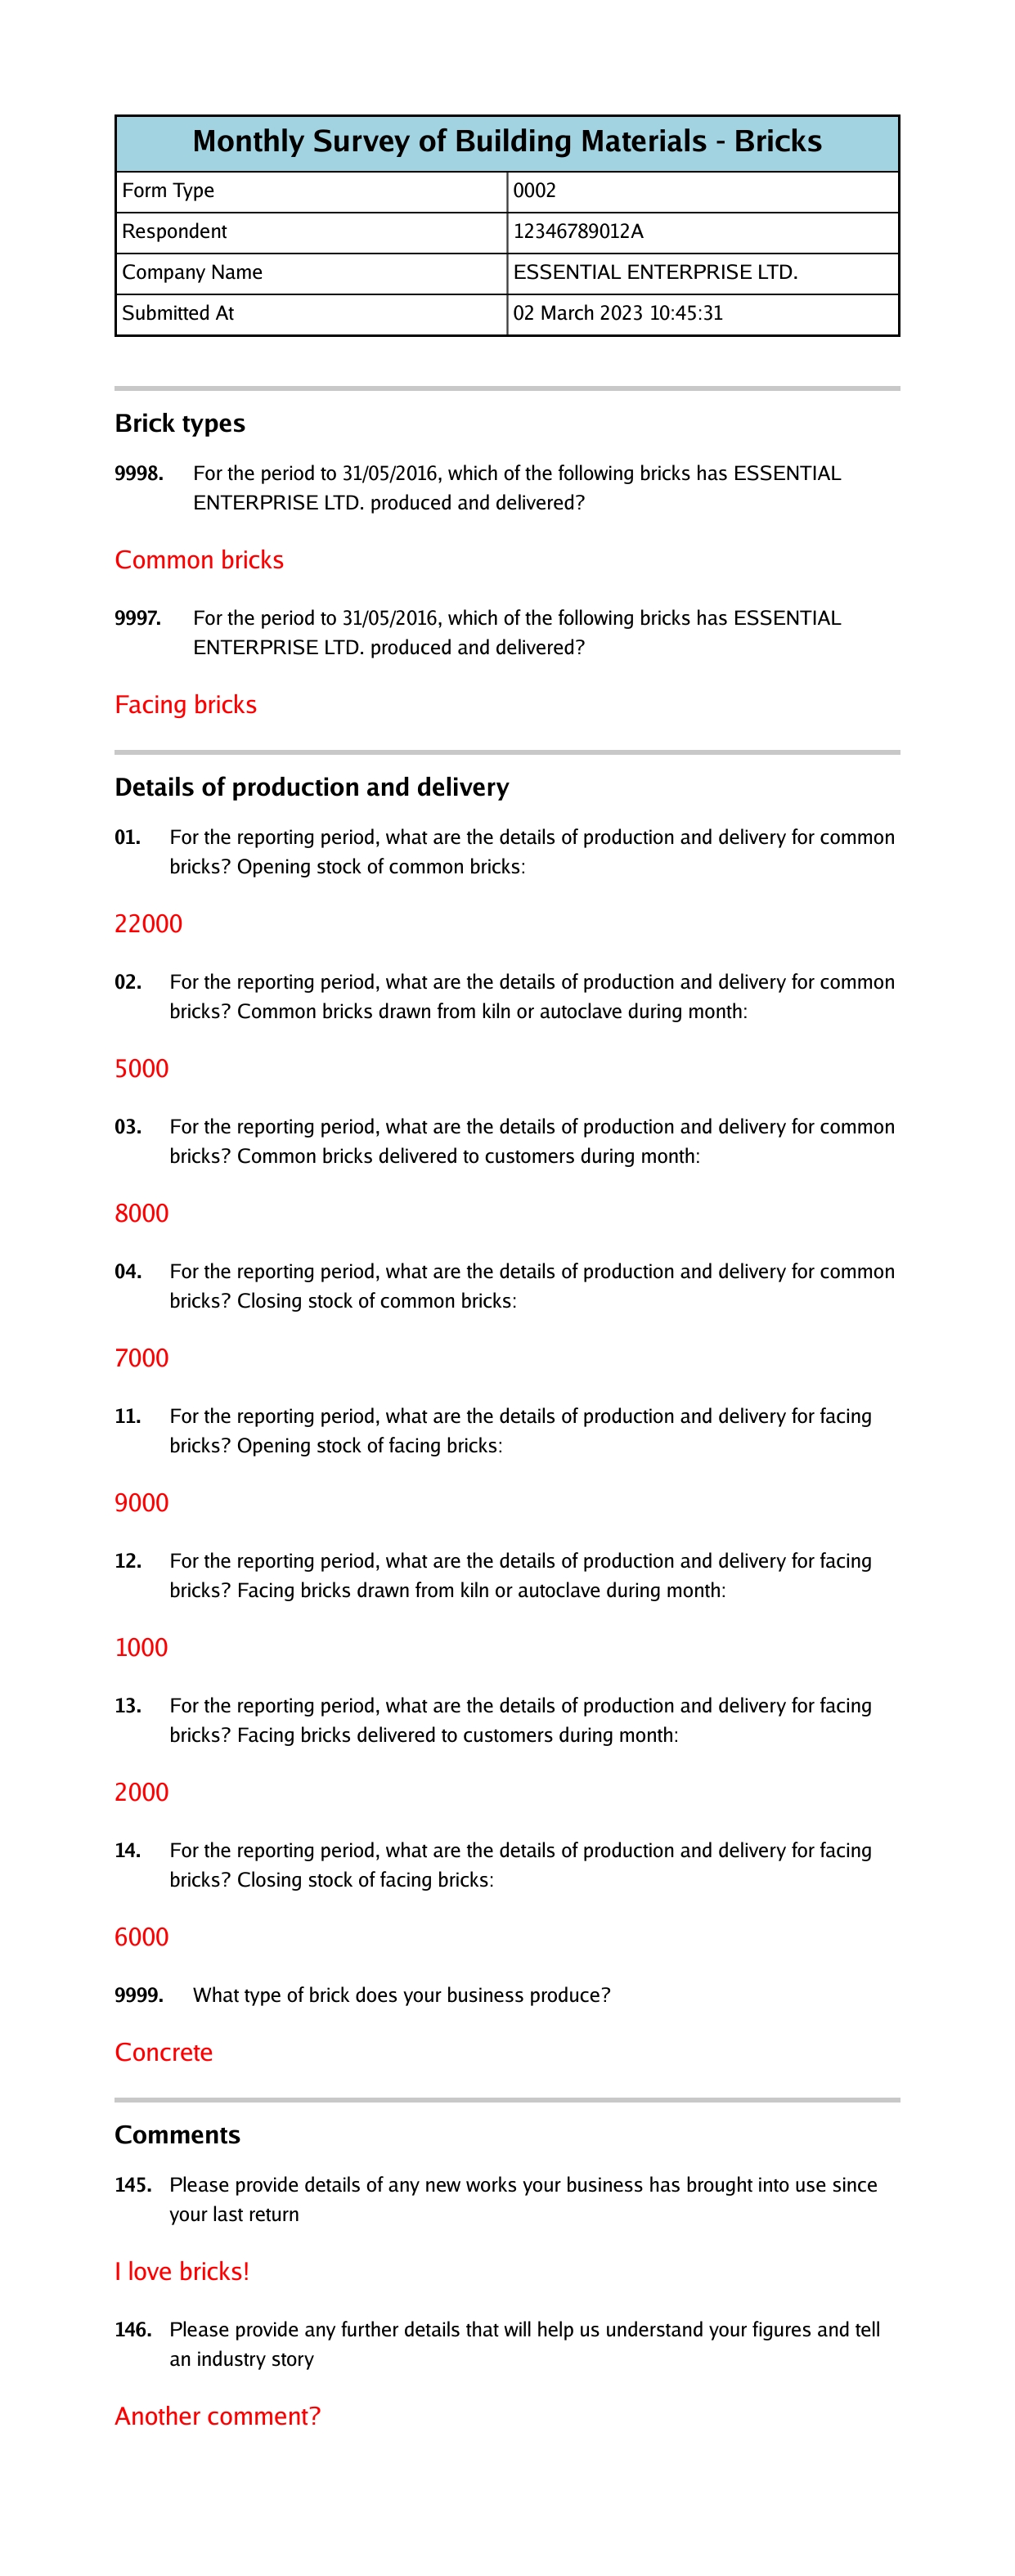 Monthly Survey of Building Materials - Bricks
Form Type 0002
Respondent 12346789012A
Company Name ESSENTIAL ENTERPRISE LTD.
Submitted At 02 March 2023 10:45:31
Brick types
9998. For the period to 31/05/2016, which of the following bricks has ESSENTIAL
ENTERPRISE LTD. produced and delivered?
Common bricks
9997. For the period to 31/05/2016, which of the following bricks has ESSENTIAL
ENTERPRISE LTD. produced and delivered?
Facing bricks
Details of production and delivery
01. For the reporting period, what are the details of production and delivery for common
bricks? Opening stock of common bricks:
22000
02. For the reporting period, what are the details of production and delivery for common
bricks? Common bricks drawn from kiln or autoclave during month:
5000
03. For the reporting period, what are the details of production and delivery for common
bricks? Common bricks delivered to customers during month:
8000
04. For the reporting period, what are the details of production and delivery for common
bricks? Closing stock of common bricks:
7000
11. For the reporting period, what are the details of production and delivery for facing
bricks? Opening stock of facing bricks:
9000
12. For the reporting period, what are the details of production and delivery for facing
bricks? Facing bricks drawn from kiln or autoclave during month:
1000
13. For the reporting period, what are the details of production and delivery for facing
bricks? Facing bricks delivered to customers during month:
2000
14. For the reporting period, what are the details of production and delivery for facing
bricks? Closing stock of facing bricks:
6000
9999. What type of brick does your business produce?
Concrete
Comments
145. Please provide details of any new works your business has brought into use since
your last return
I love bricks!
146. Please provide any further details that will help us understand your figures and tell
an industry story
Another comment?